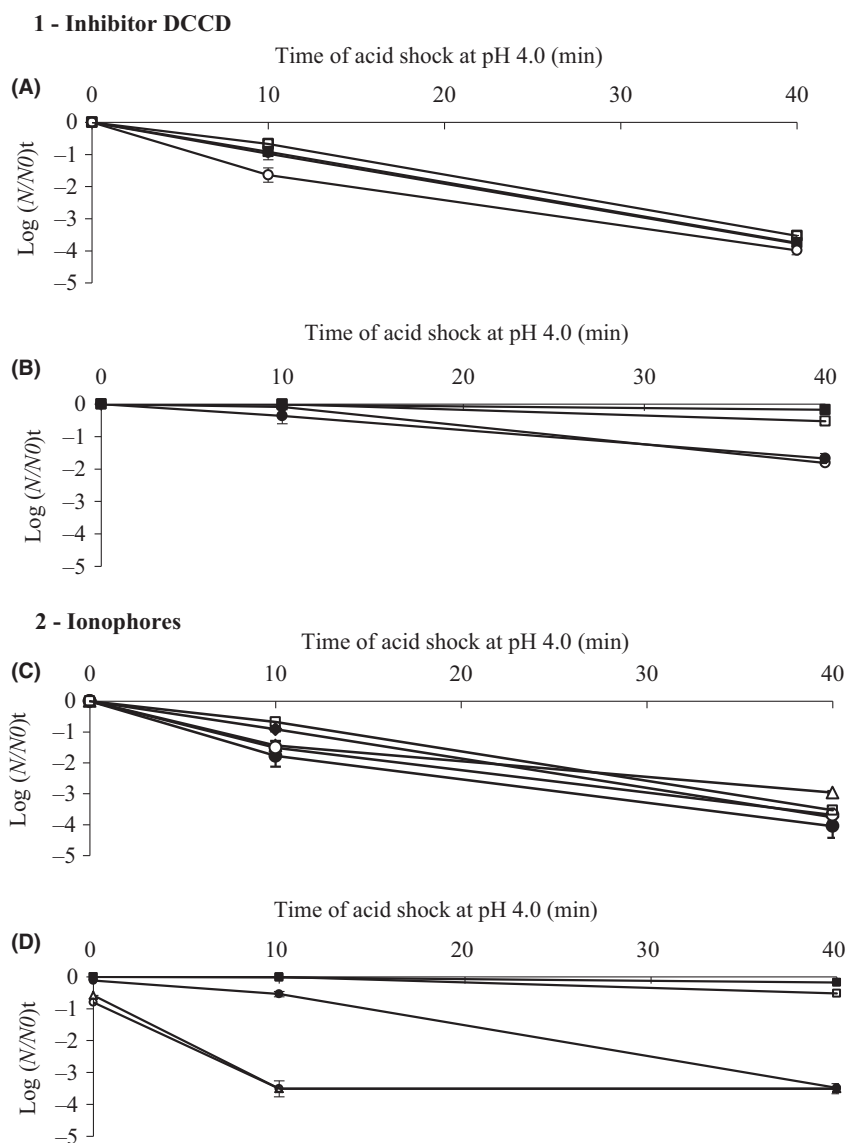 1 - Inhibitor DCCD
Time of acid shock at pH 4.0 (min)
(A)
0 10 20 30 40
0
–1
–2
–3
–4
–5
Log (N/N0)t
Time of acid shock at pH 4.0 (min)
(B)
0 10 20 30 40
0
–1
–2
–3
–4
–5
Log (N/N0)t
2 - Ionophores
Time of acid shock at pH 4.0 (min)
(C)
0 10 20 30 40
0
–1
–2
–3
–4
–5
Log (N/N0)t
Time of acid shock at pH 4.0 (min)
(D)
0 10 20 30 40
0
–1
–2
–3
–4
–5
Log (N/N0)t